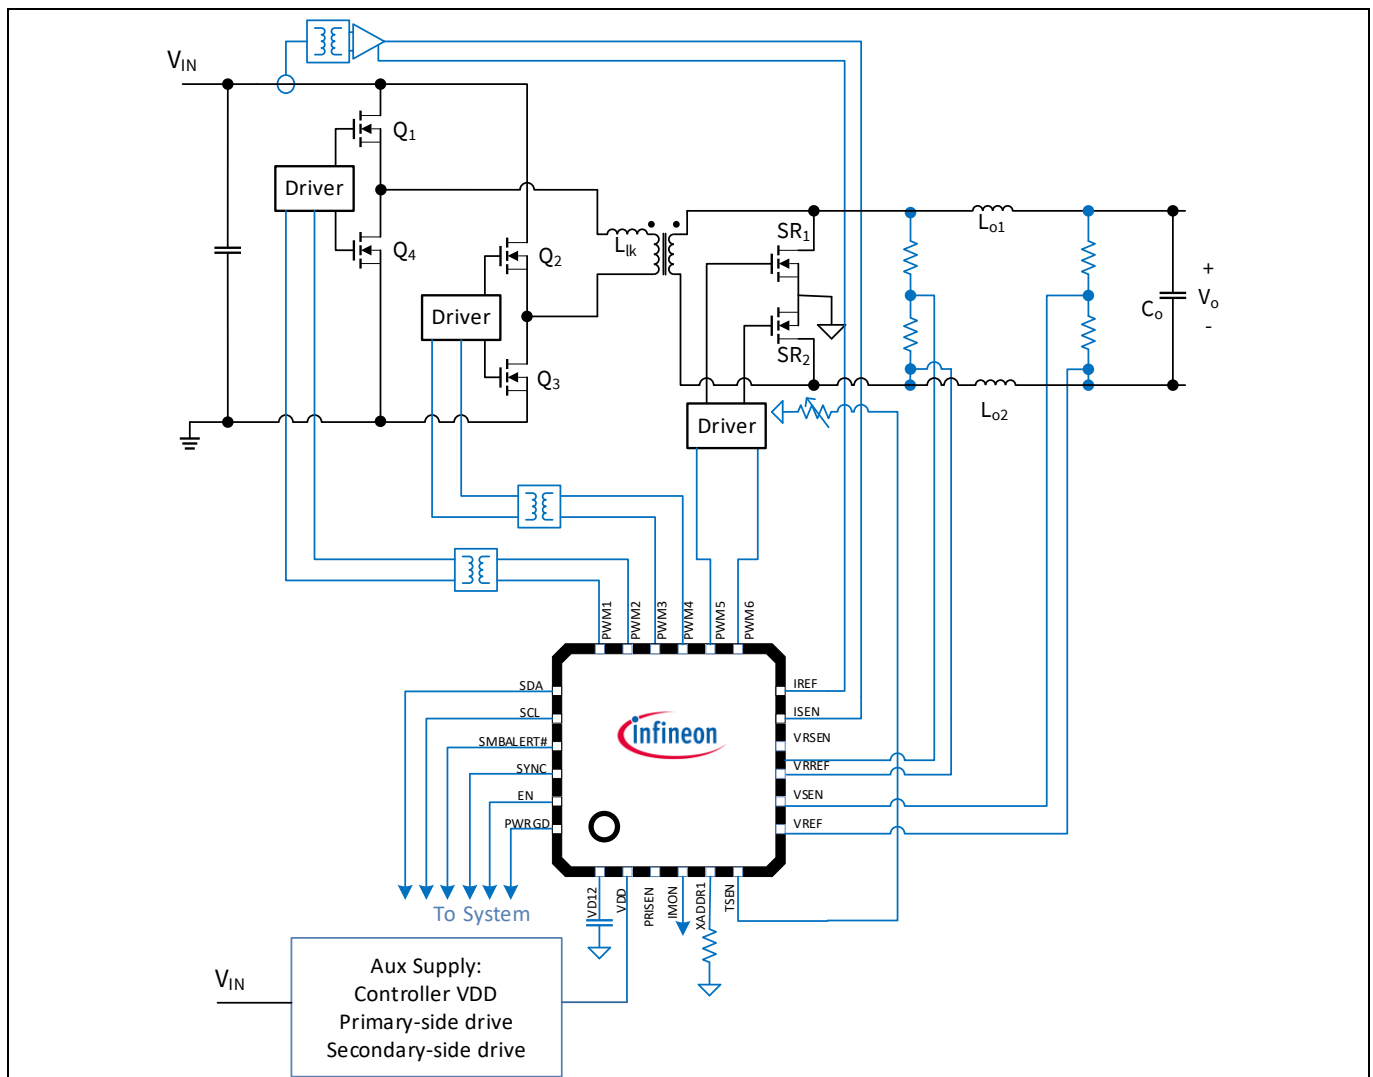 VIN
Q1
Driver
Q4
Q2
Driver
Q3
Llk
SR1
SR2
Driver
Lo1
Lo2
Co
+
Vo
-
PWM1
PWM2
PWM3
PWM4
PWM5
PWM6
SDA
SCL
SMBALERT#
SYNC
EN
PWRGD
infineon
IREF
ISEN
VRSEN
VRREF
VSEN
VREF
VD12
VDD
PRISEN
IMON
XADDR1
TSEN
To System
VIN
Aux Supply:
Controller VDD
Primary-side drive
Secondary-side drive